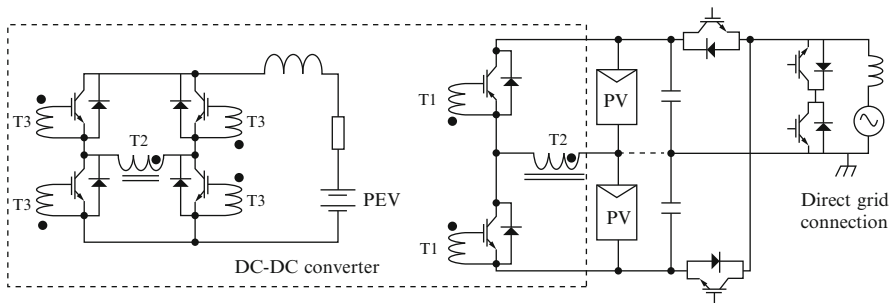 T3
T3
T2
T3
T3
PEV
DC-DC converter
T1
T2
T1
PV
PV
Direct grid
connection